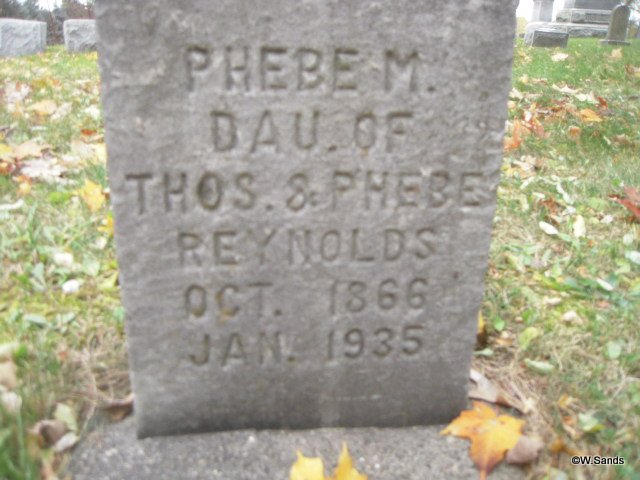 PHEBE M.
DAU. OF
THOS. & PHEBE
REYNOLDS
OCT. 1866
JAN. 1935
©W.Sands